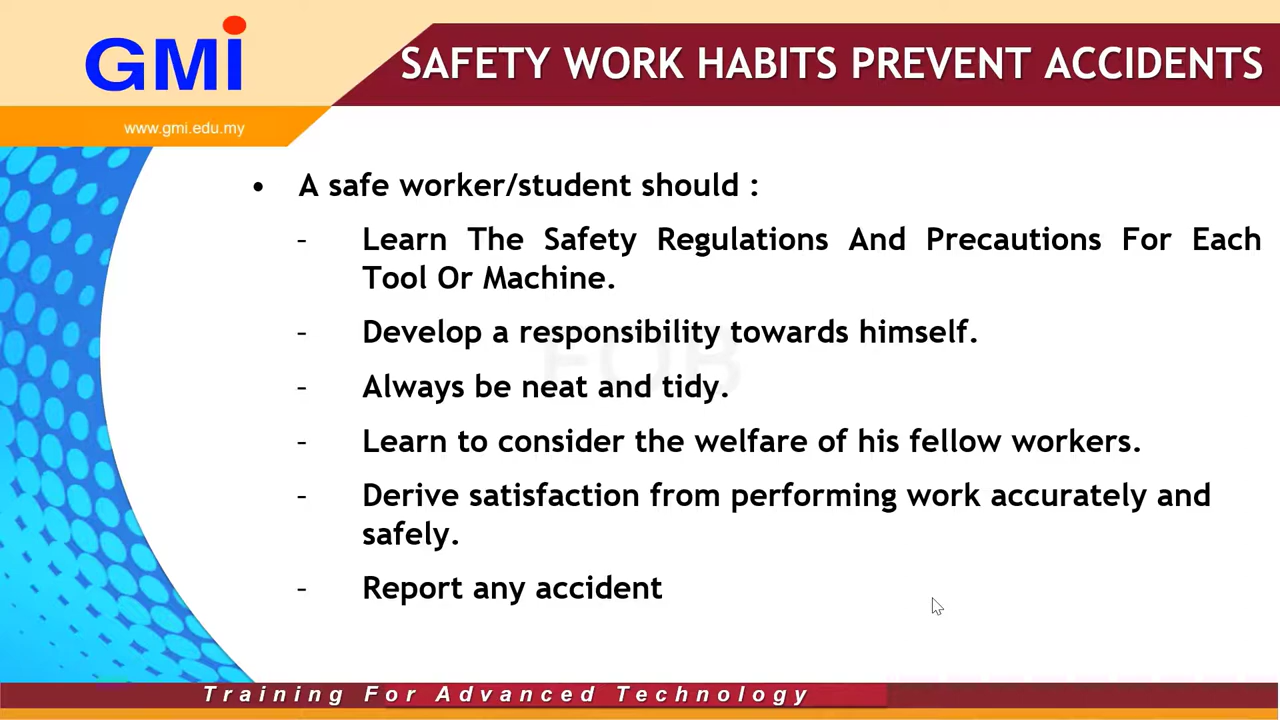 GMi
SAFETY WORK HABITS PREVENT ACCIDENTS
www.gmi.edu.my
• A safe worker/student should :
- Learn The Safety Regulations And Precautions For Each
Tool Or Machine.
- Develop a responsibility towards himself.
- Always be neat and tidy.
- Learn to consider the welfare of his fellow workers.
- Derive satisfaction from performing work accurately and
safely.
- Report any accident
Training For Advanced Technology